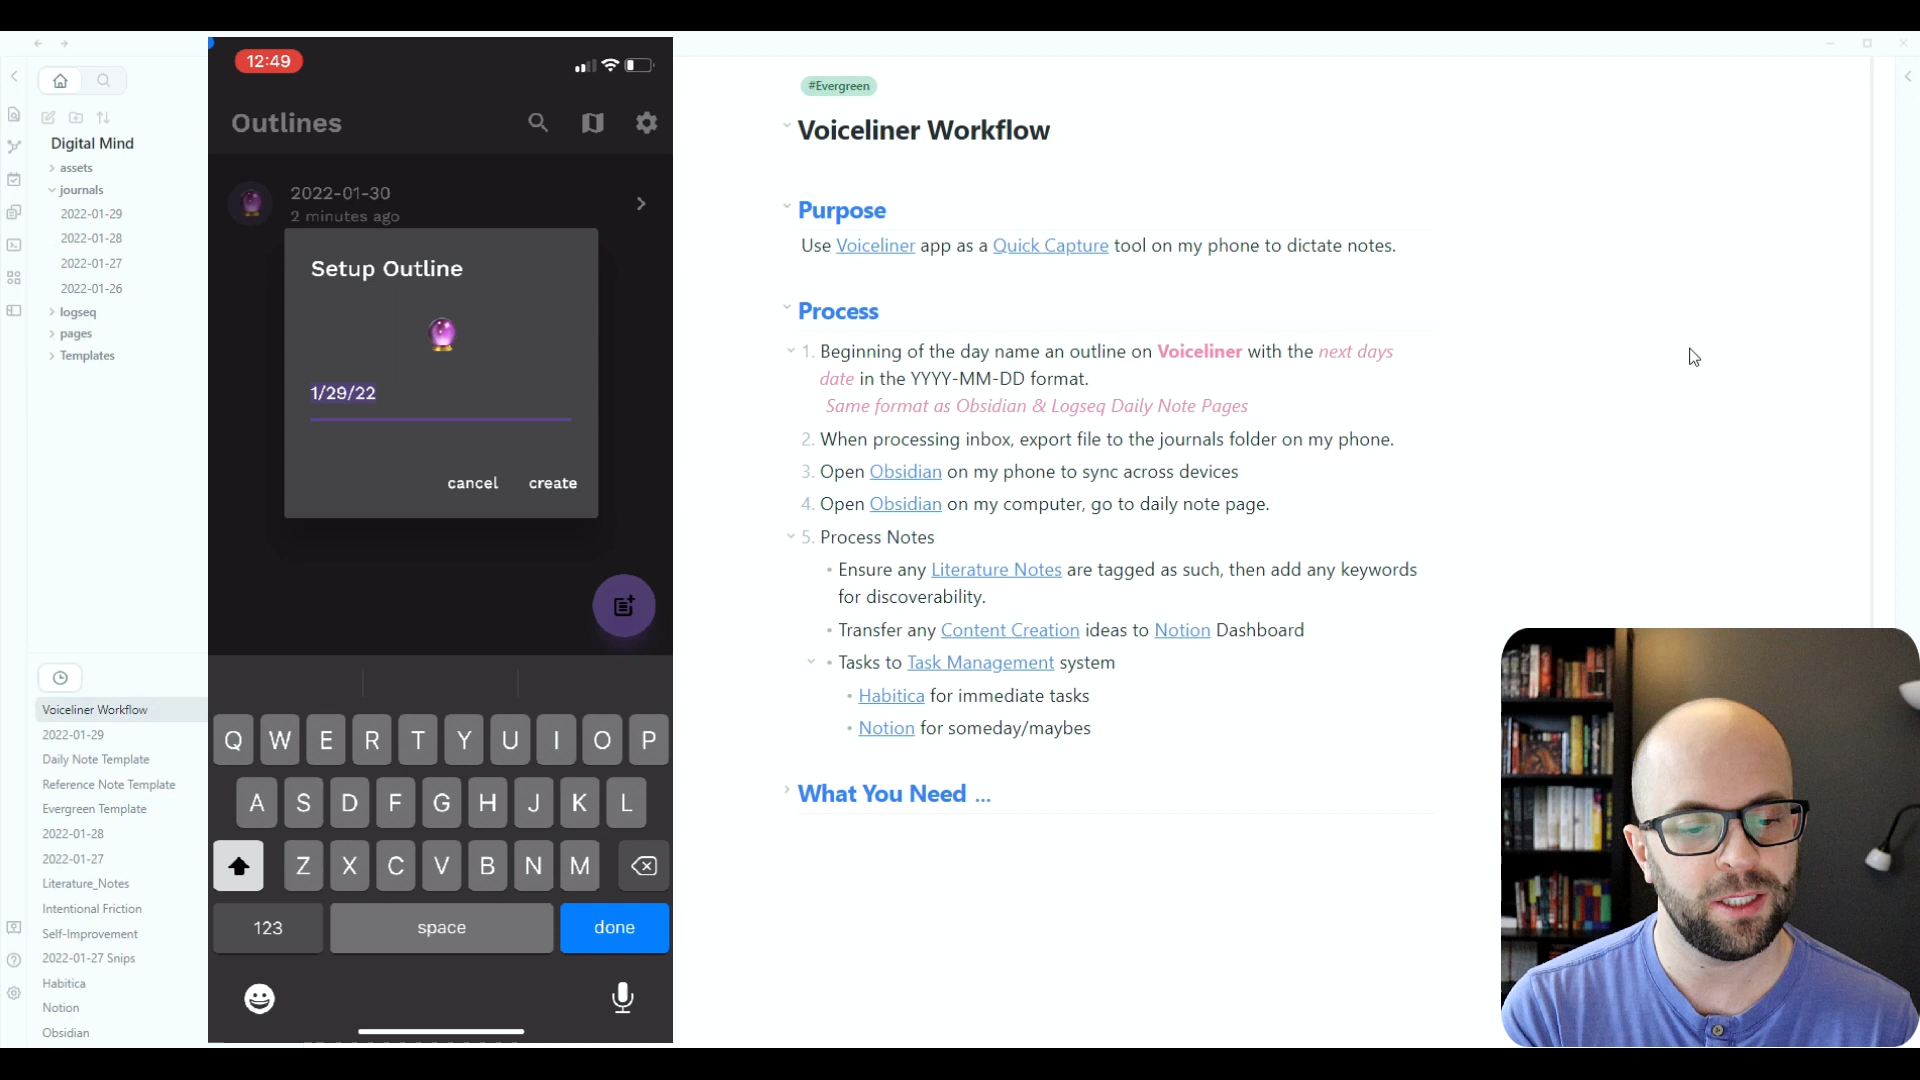 12:49
Outlines
2022-01-30
2 minutes ago
Setup Outline
1/29/22
cancel
create
Q W E R T Y U I O P
A S D F G H J K L
Z X C V B N M
123
space
done
Digital Mind
assets
journals
2022-01-29
2022-01-28
2022-01-27
2022-01-26
logseq
pages
Templates
Voiceliner Workflow
2022-01-29
Daily Note Template
Reference Note Template
Evergreen Template
2022-01-28
2022-01-27
Literature_Notes
Intentional Friction
Self-Improvement
2022-01-27 Snips
Habitica
Notion
Obsidian
#Evergreen
Voiceliner Workflow
Purpose
Use Voiceliner app as a Quick Capture tool on my phone to dictate notes.
Process
1. Beginning of the day name an outline on Voiceliner with the next days
date in the YYYY-MM-DD format.
Same format as Obsidian & Logseq Daily Note Pages
2. When processing inbox, export file to the journals folder on my phone.
3. Open Obsidian on my phone to sync across devices
4. Open Obsidian on my computer, go to daily note page.
5. Process Notes
• Ensure any Literature Notes are tagged as such, then add any keywords
for discoverability.
• Transfer any Content Creation ideas to Notion Dashboard
• Tasks to Task Management system
• Habitica for immediate tasks
• Notion for someday/maybes
What You Need ...